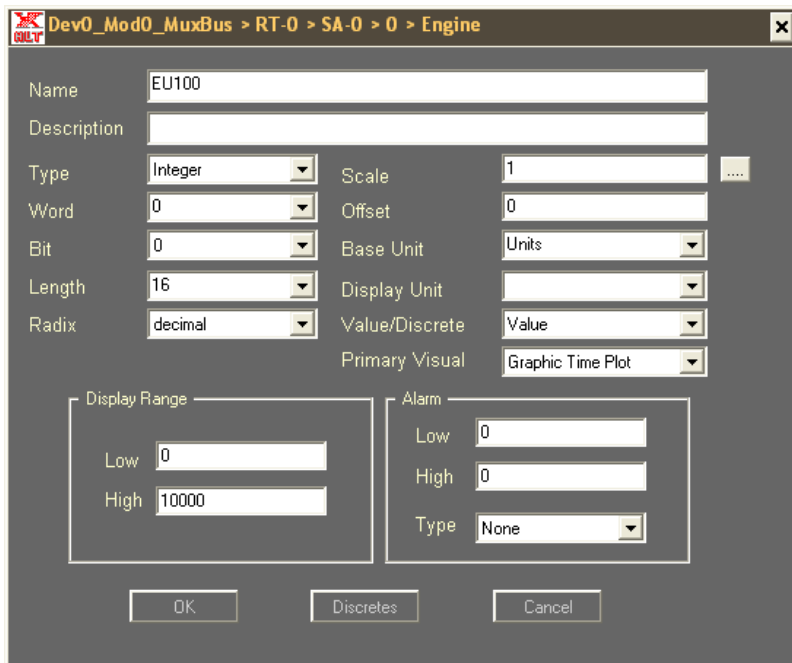 ALT Dev0_Mod0_MuxBus > RT-0 > SA-0 > 0 > Engine
Name EU100
Description
Type Integer Scale 1 ....
Word 0 Offset 0
Bit 0 Base Unit Units
Length 16 Display Unit
Radix decimal Value/Discrete Value
Primary Visual Graphic Time Plot
Display Range
Low 0
High 10000
Alarm
Low 0
High 0
Type None
OK Discretes Cancel